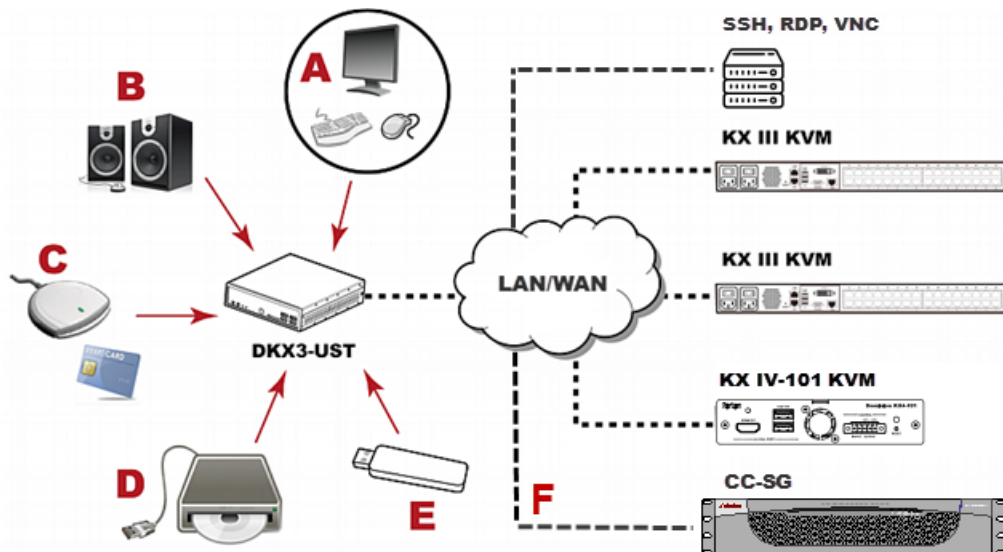 SSH, RDP, VNC
A
B
KX III KVM
C
KX III KVM
LAN/WAN
DKX3-UST
KX IV-101 KVM
D
E
F
CC-SG